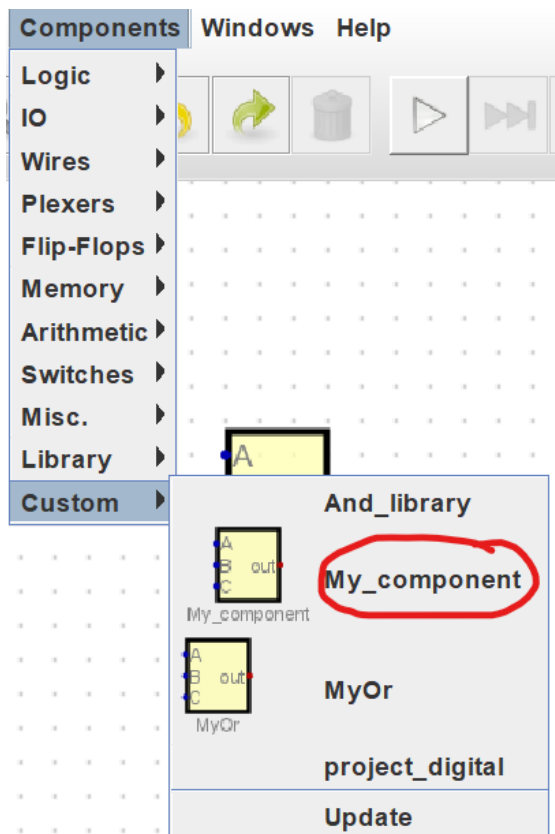 Components Windows Help
Logic
IO
Wires
Plexers
Flip-Flops
Memory
Arithmetic
Switches
Misc.
Library
Custom
A
And_library
A
B out
C
My_component
My_component
A
B out
C
MyOr
MyOr
project_digital
Update